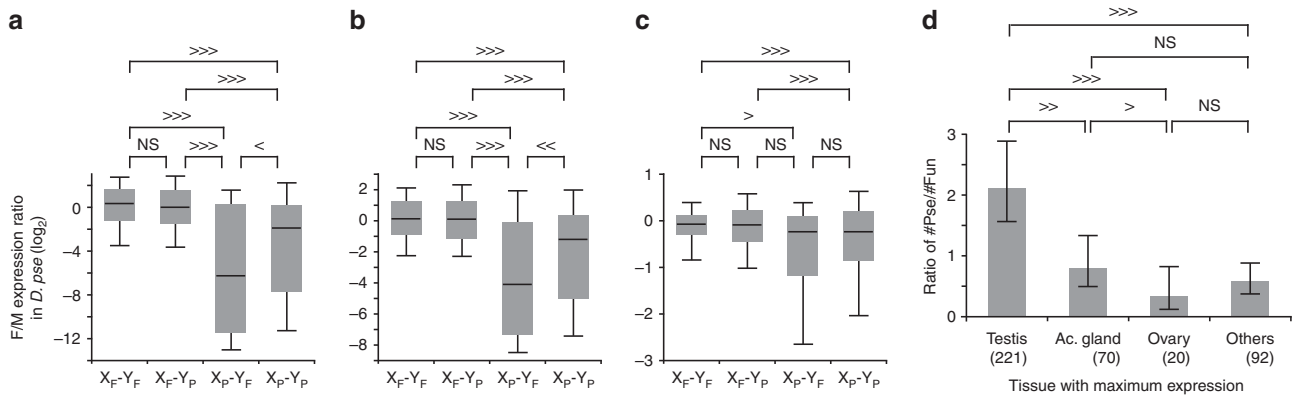 a
>>>
>>>
>>>
NS
>>>
<
F/M expression ratio
in D. pse (log2)
0
–4
–8
–12
XF-YF
XF-YP
XP-YF
XP-YP
b
>>>
>>>
>>>
NS
>>>
<<
2
0
–2
–4
–6
–8
XF-YF
XF-YP
XP-YF
XP-YP
c
>>>
>>>
>
NS
NS
NS
1
0
–1
–2
–3
XF-YF
XF-YP
XP-YF
XP-YP
d
>>>
NS
>>>
>>
>
NS
Ratio of #Pse/#Fun
3
2
1
0
Testis
(221)
Ac. gland
(70)
Ovary
(20)
Others
(92)
Tissue with maximum expression